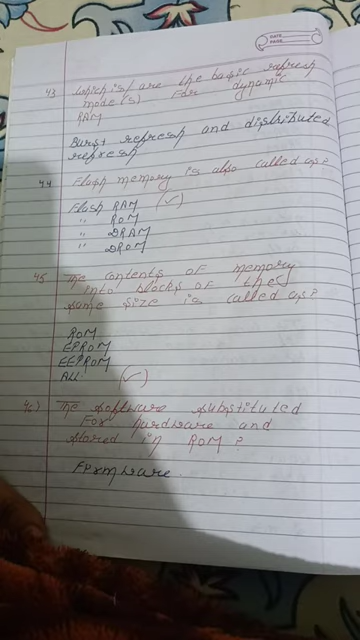 DATE
PAGE
43 Which is/are the basic refresh
mode(s) For dynamic
RAM
Burst refresh and distributed
refresh
44 Flash memory is also called as?
Flash RAM (✓)
" ROM
" DRAM
" DROM
45 The contents of memory
into blocks of the
same size is called as?
ROM
EPROM
EEPROM
ALL (✓)
46) The software substituted
For hardware and
stored in ROM?
Firmware